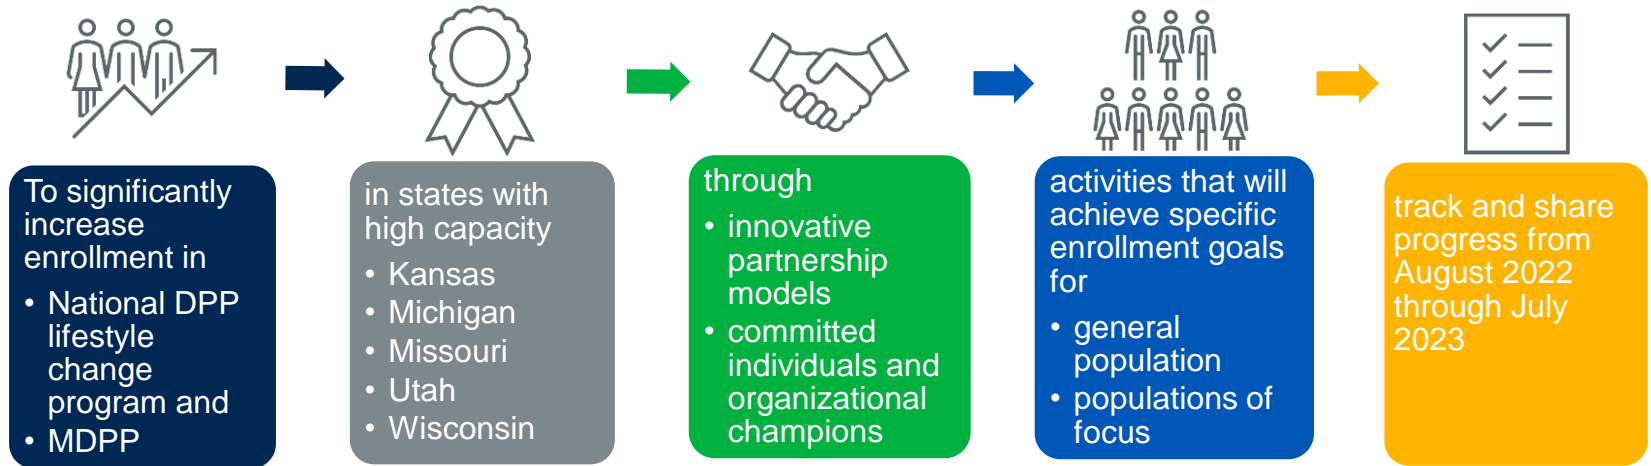 To significantly
increase
enrollment in
• National DPP
lifestyle
change
program and
• MDPP
in states with
high capacity
• Kansas
• Michigan
• Missouri
• Utah
• Wisconsin
through
• innovative
partnership
models
• committed
individuals and
organizational
champions
activities that will
achieve specific
enrollment goals
for
• general
population
• populations of
focus
track and share
progress from
August 2022
through July
2023